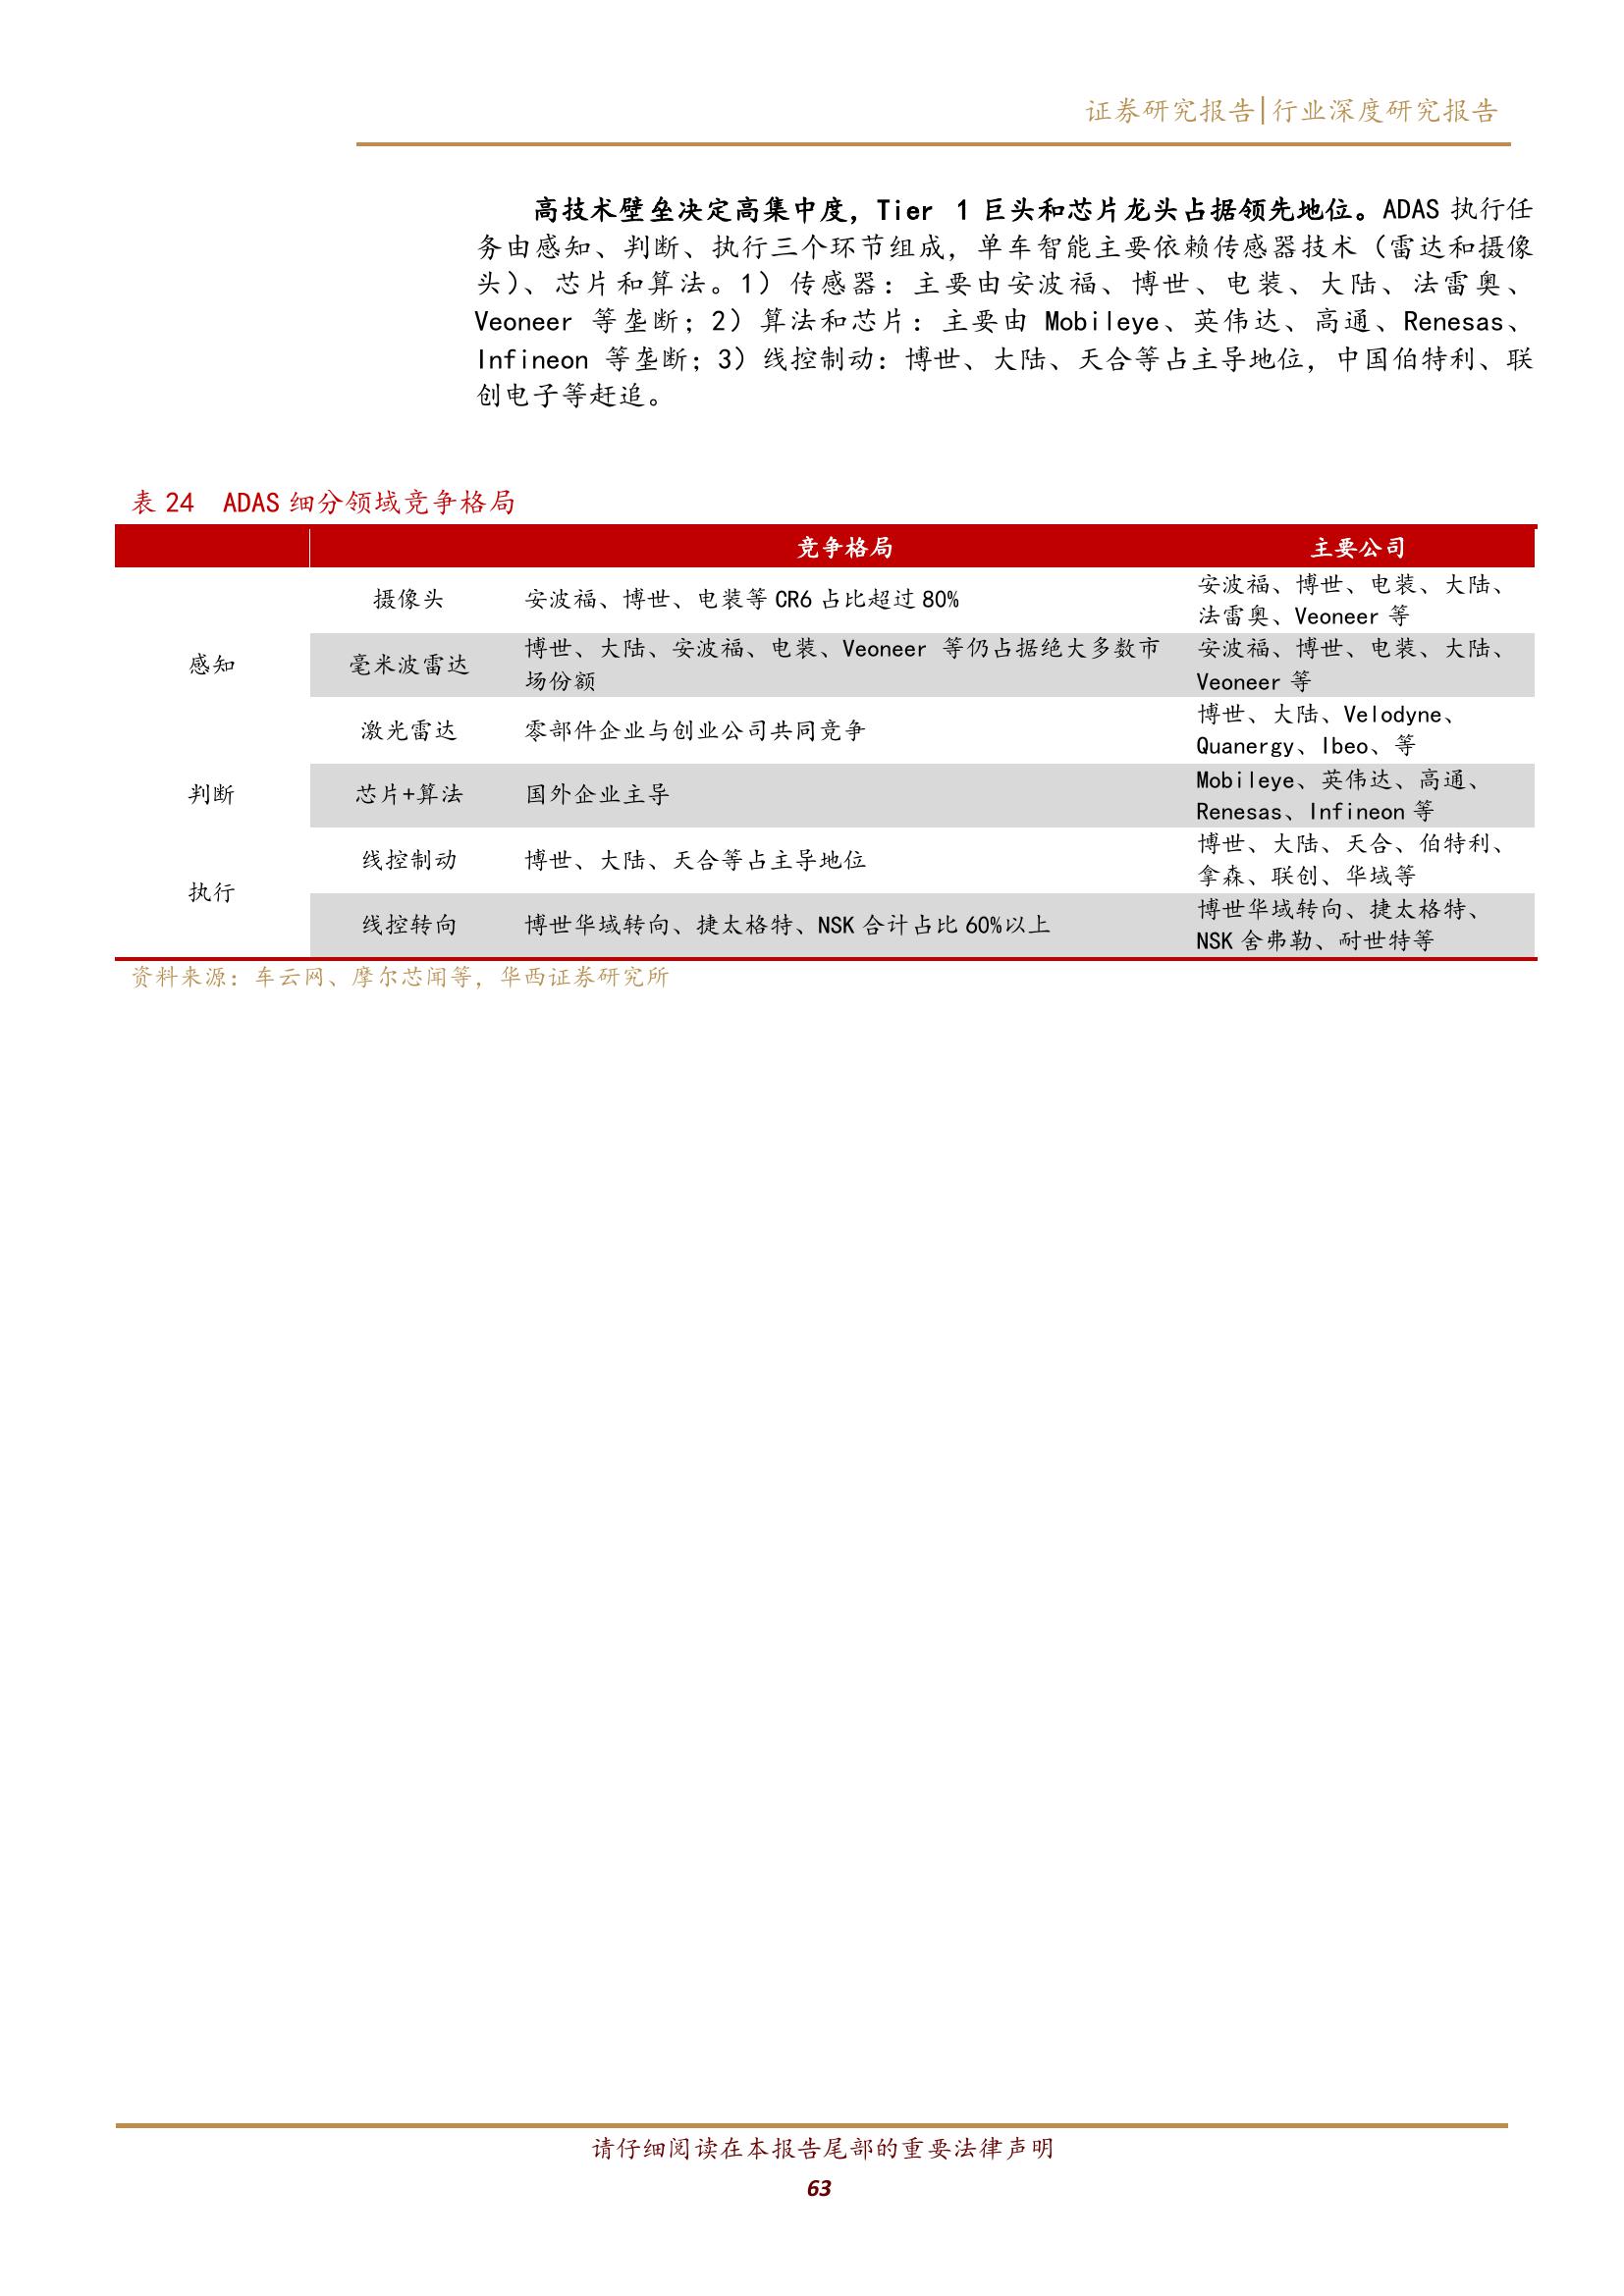 证券研究报告|行业深度研究报告
高技术壁垒决定高集中度，Tier 1 巨头和芯片龙头占据领先地位。ADAS 执行任
务由感知、判断、执行三个环节组成，单车智能主要依赖传感器技术（雷达和摄像
头）、芯片和算法。1）传感器：主要由安波福、博世、电装、大陆、法雷奥、
Veoneer 等垄断；2）算法和芯片：主要由 Mobileye、英伟达、高通、Renesas、
Infineon 等垄断；3）线控制动：博世、大陆、天合等占主导地位，中国伯特利、联
创电子等赶追。
表 24 ADAS 细分领域竞争格局
竞争格局 主要公司
感知
摄像头
安波福、博世、电装等 CR6 占比超过 80%
安波福、博世、电装、大陆、
法雷奥、Veoneer 等
毫米波雷达
博世、大陆、安波福、电装、Veoneer 等仍占据绝大多数市
场份额
安波福、博世、电装、大陆、
Veoneer 等
激光雷达
零部件企业与创业公司共同竞争
博世、大陆、Velodyne、
Quanergy、Ibeo、等
判断
芯片+算法
国外企业主导
Mobileye、英伟达、高通、
Renesas、Infineon 等
执行
线控制动
博世、大陆、天合等占主导地位
博世、大陆、天合、伯特利、
拿森、联创、华域等
线控转向
博世华域转向、捷太格特、NSK 合计占比 60%以上
博世华域转向、捷太格特、
NSK 舍弗勒、耐世特等
资料来源：车云网、摩尔芯闻等，华西证券研究所
请仔细阅读在本报告尾部的重要法律声明
63